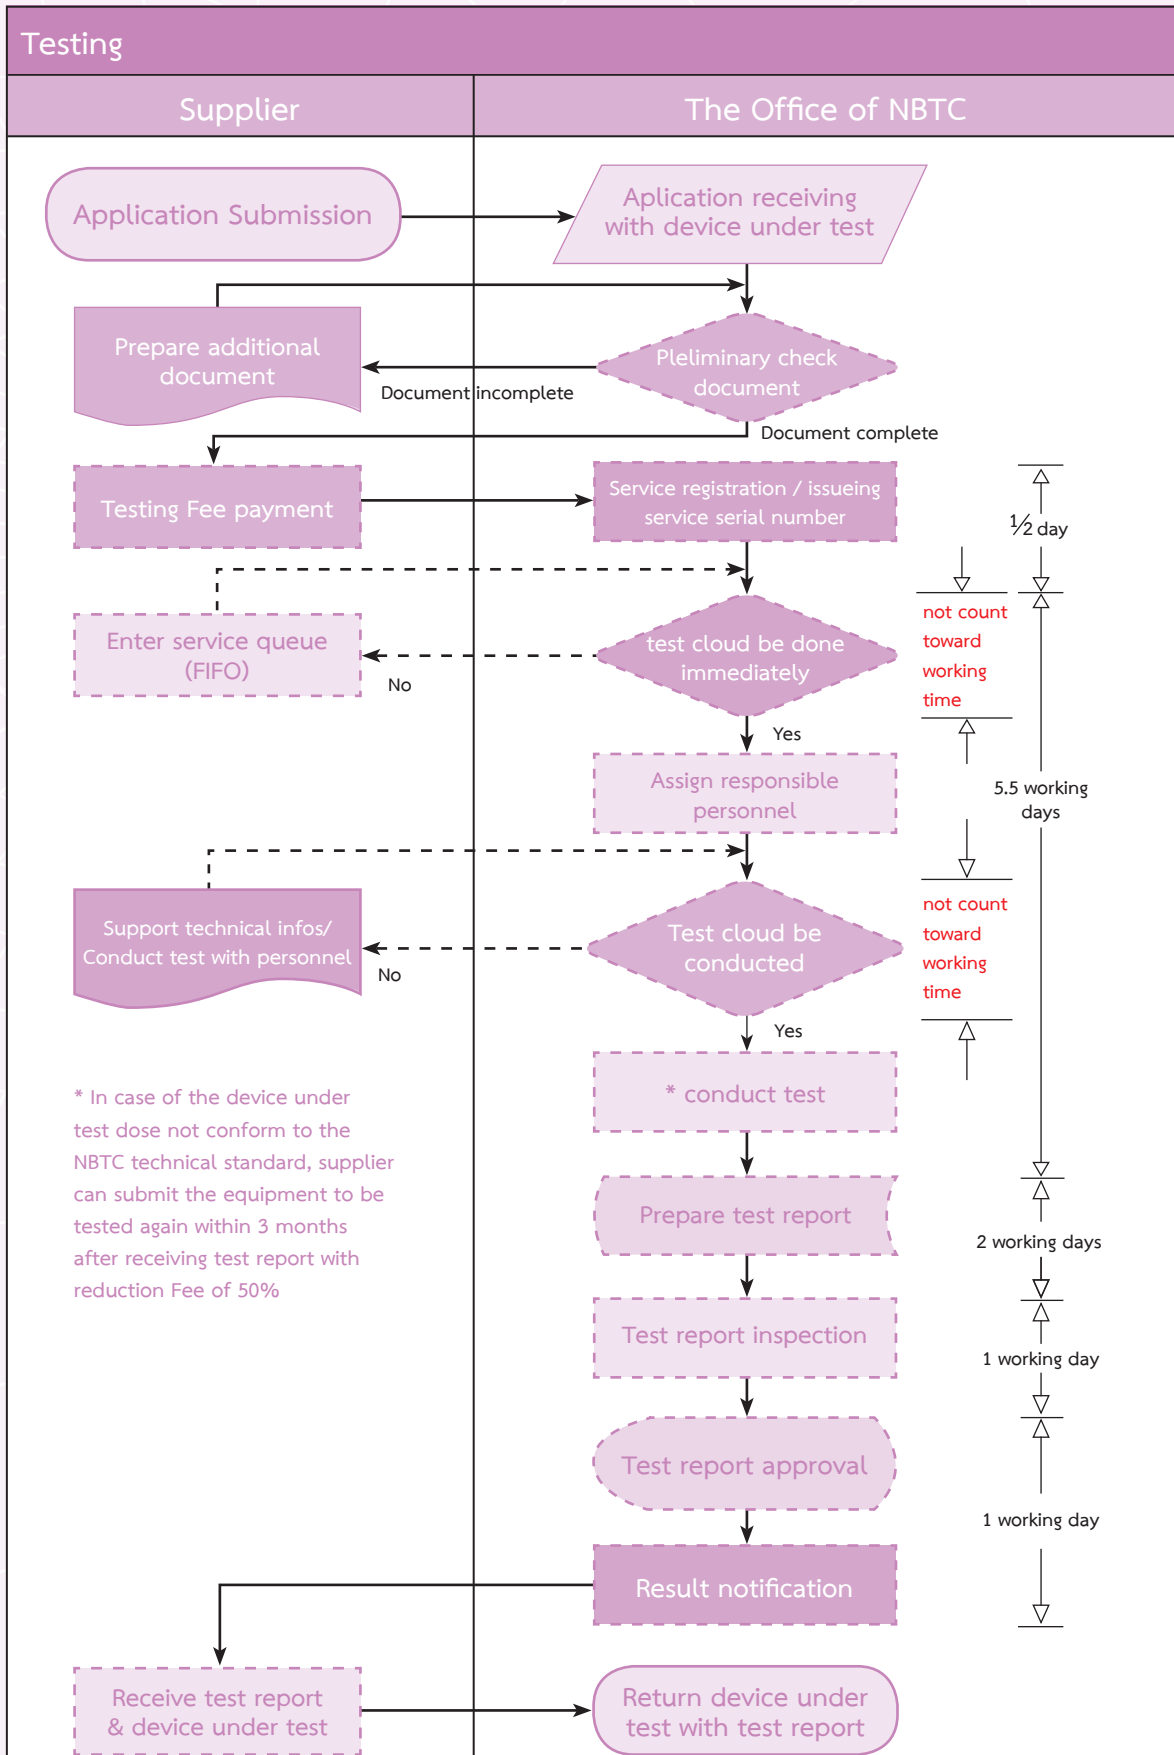 Testing
Supplier
The Office of NBTC
Application Submission
Aplication receiving
with device under test
Prepare additional
document
Pleliminary check
document
Document incomplete
Document complete
Testing Fee payment
Service registration / issueing
service serial number
1/2 day
Enter service queue
(FIFO)
test cloud be done
immediately
No
not count
toward
working
time
Yes
Assign responsible
personnel
5.5 working
days
Support technical infos/
Conduct test with personnel
Test cloud be
conducted
No
not count
toward
working
time
Yes
* conduct test
* In case of the device under
test dose not conform to the
NBTC technical standard, supplier
can submit the equipment to be
tested again within 3 months
after receiving test report with
reduction Fee of 50%
Prepare test report
2 working days
Test report inspection
1 working day
Test report approval
1 working day
Result notification
Receive test report
& device under test
Return device under
test with test report